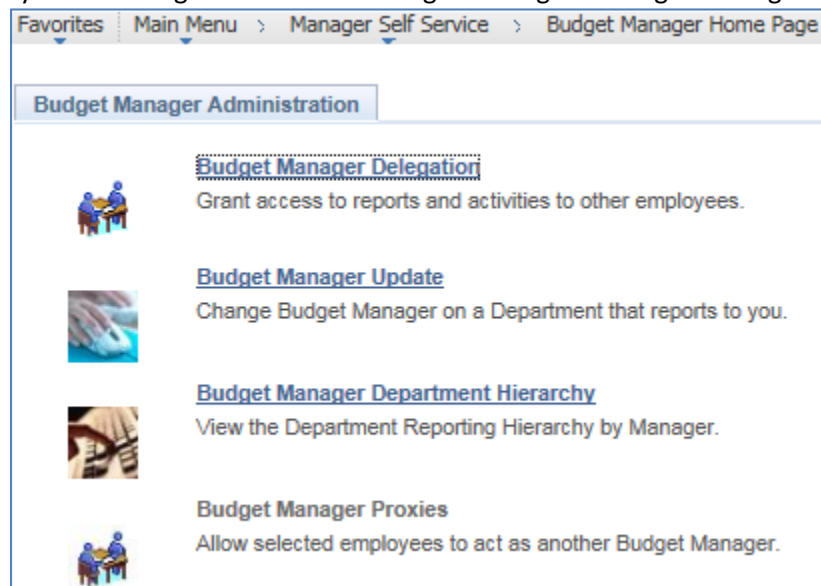 Favorites Main Menu > Manager Self Service > Budget Manager Home Page
Budget Manager Administration
Budget Manager Delegation
Grant access to reports and activities to other employees.
Budget Manager Update
Change Budget Manager on a Department that reports to you.
Budget Manager Department Hierarchy
View the Department Reporting Hierarchy by Manager.
Budget Manager Proxies
Allow selected employees to act as another Budget Manager.